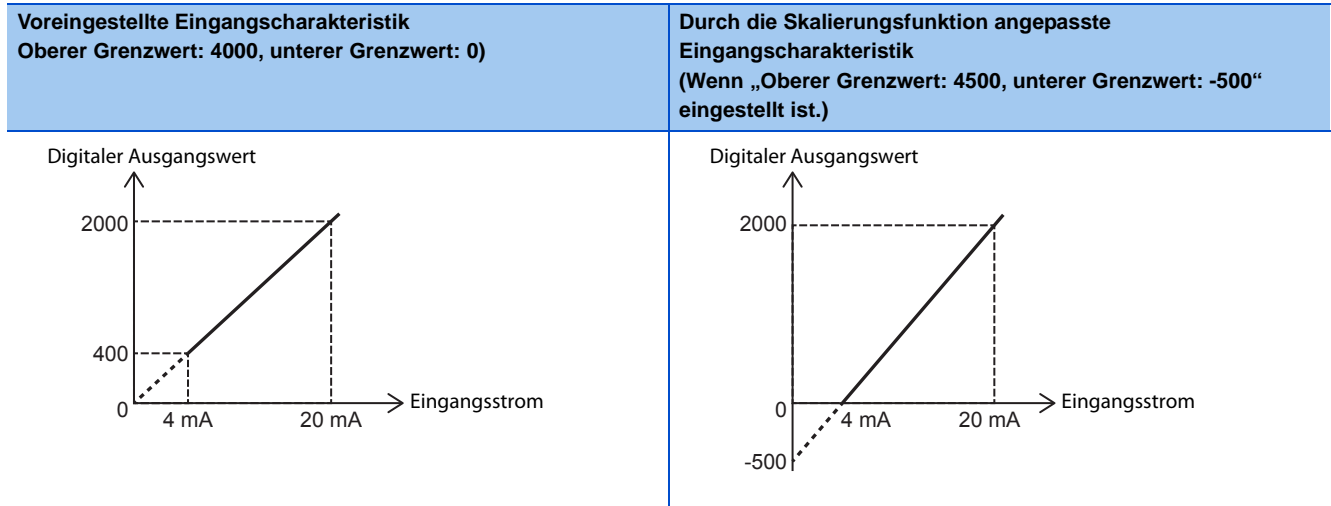 Voreingestellte Eingangscharakteristik
Oberer Grenzwert: 4000, unterer Grenzwert: 0)
Durch die Skalierungsfunktion angepasste
Eingangscharakteristik
(Wenn „Oberer Grenzwert: 4500, unterer Grenzwert: -500“
eingestellt ist.)
Digitaler Ausgangswert
2000
400
0
4 mA
20 mA
Eingangsstrom
Digitaler Ausgangswert
2000
0
4 mA
20 mA
Eingangsstrom
-500